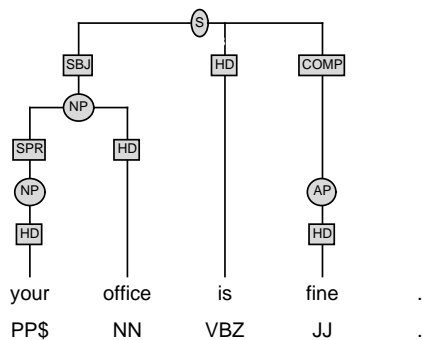 S
SBJ HD COMP
NP
SPR HD
NP AP
HD HD
your office is fine .
PP$ NN VBZ JJ .